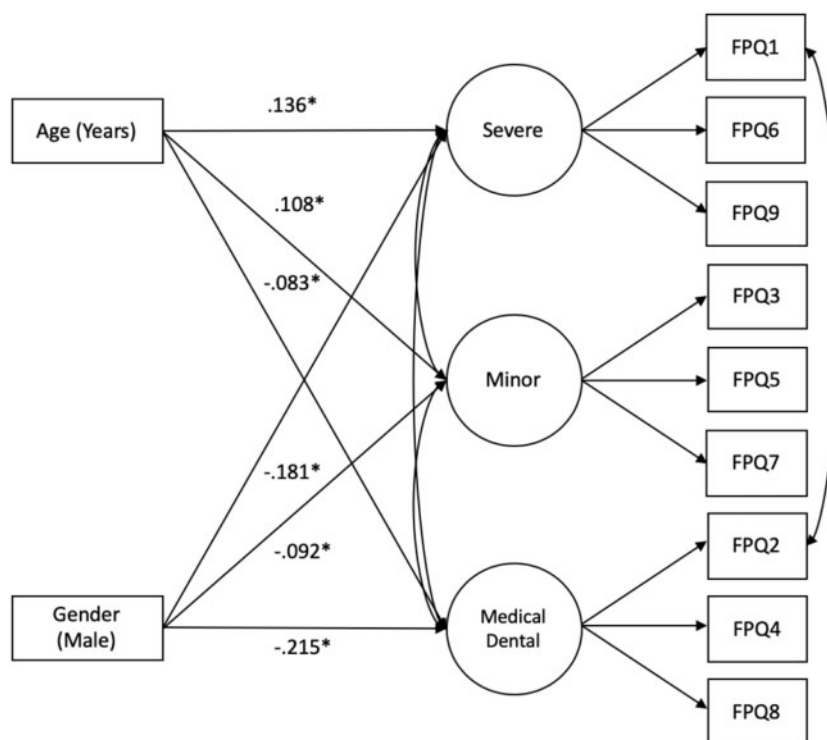 FPQ1
.136*
Age (Years)
Severe
FPQ6
.108*
FPQ9
-.083*
FPQ3
Minor
FPQ5
-.181*
FPQ7
-.092*
FPQ2
Gender
(Male)
-.215*
Medical
Dental
FPQ4
FPQ8